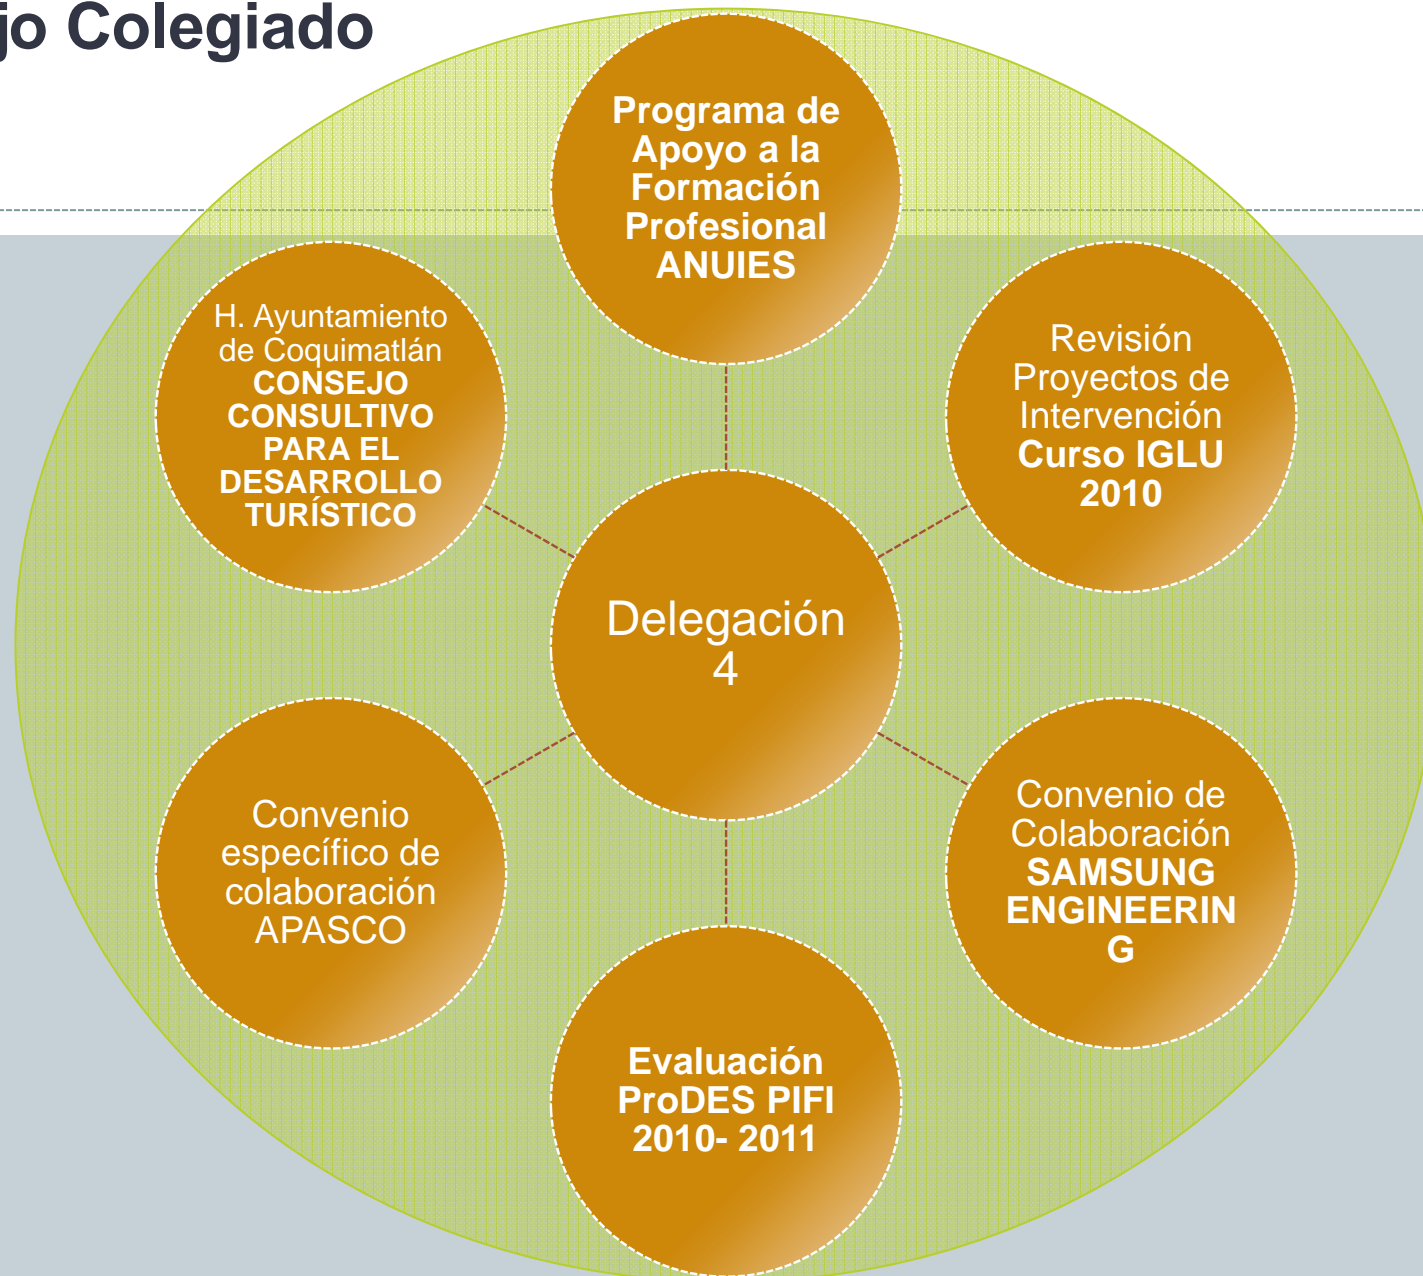 jo Colegiado
Programa de
Apoyo a la
Formación
Profesional
ANUIES
H. Ayuntamiento
de Coquimatlán
CONSEJO
CONSULTIVO
PARA EL
DESARROLLO
TURÍSTICO
Revisión
Proyectos de
Intervención
Curso IGLU
2010
Delegación
4
Convenio
específico de
colaboración
APASCO
Convenio de
Colaboración
SAMSUNG
ENGINEERIN
G
Evaluación
ProDES PIFI
2010- 2011